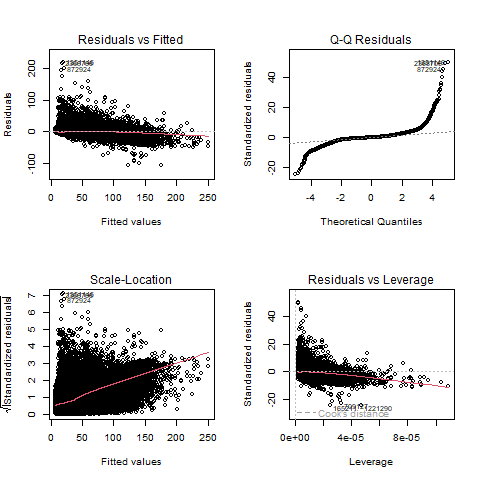 Residuals vs Fitted
Residuals
-100
0
100
200
872924
0
50
100
150
200
250
Fitted values
Q-Q Residuals
Standardized residuals
-20
0
20
40
872924
-4
-2
0
2
4
Theoretical Quantiles
Scale-Location
√|Standardized residuals|
0
1
2
3
4
5
6
7
872924
0
50
100
150
200
250
Fitted values
Residuals vs Leverage
Standardized residuals
-20
0
20
40
1221290
Cook's distance
0e+00
4e-05
8e-05
Leverage